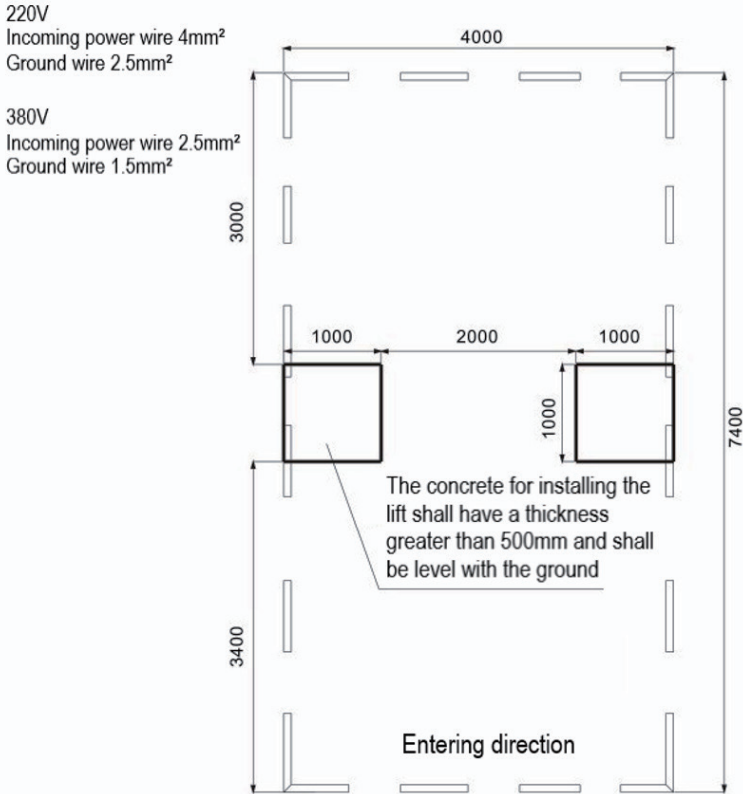 220V
Incoming power wire 4mm²
Ground wire 2.5mm²
380V
Incoming power wire 2.5mm²
Ground wire 1.5mm²
4000
3000
1000
2000
1000
1000
7400
The concrete for installing the
lift shall have a thickness
greater than 500mm and shall
be level with the ground
3400
Entering direction